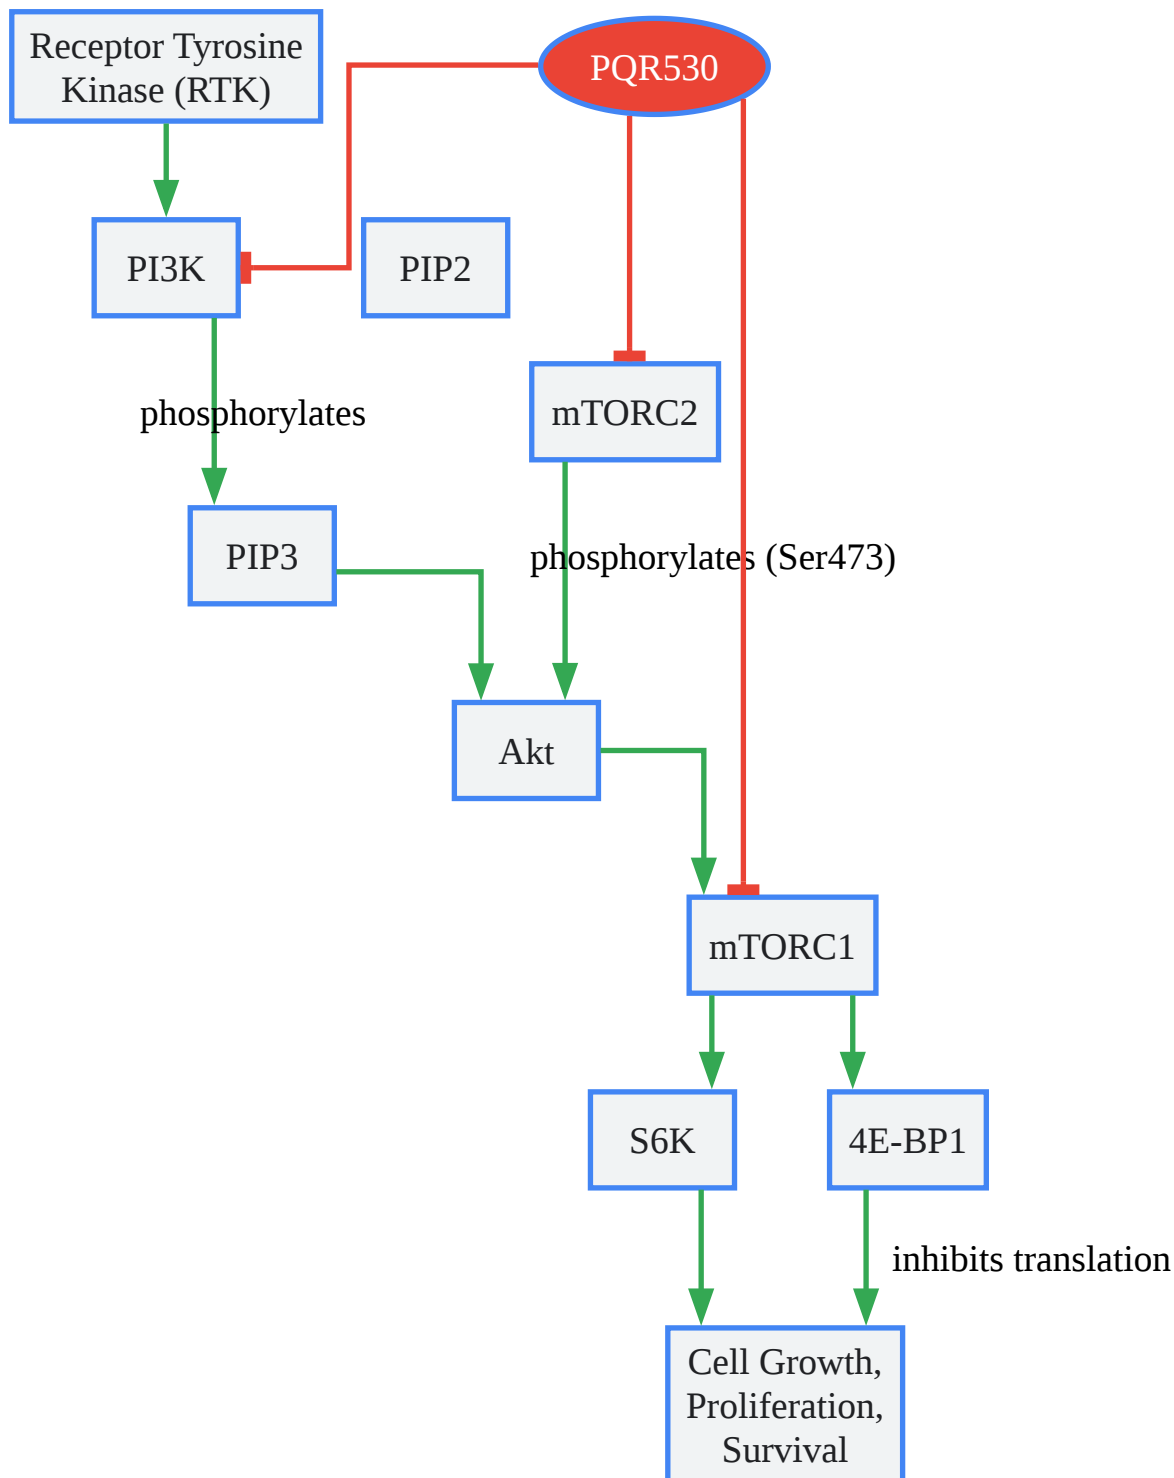 Receptor Tyrosine
Kinase (RTK)
PQR530
PI3K
PIP2
phosphorylates
mTORC2
PIP3
phosphorylates (Ser473)
Akt
mTORC1
S6K
4E-BP1
inhibits translation
Cell Growth,
Proliferation,
Survival